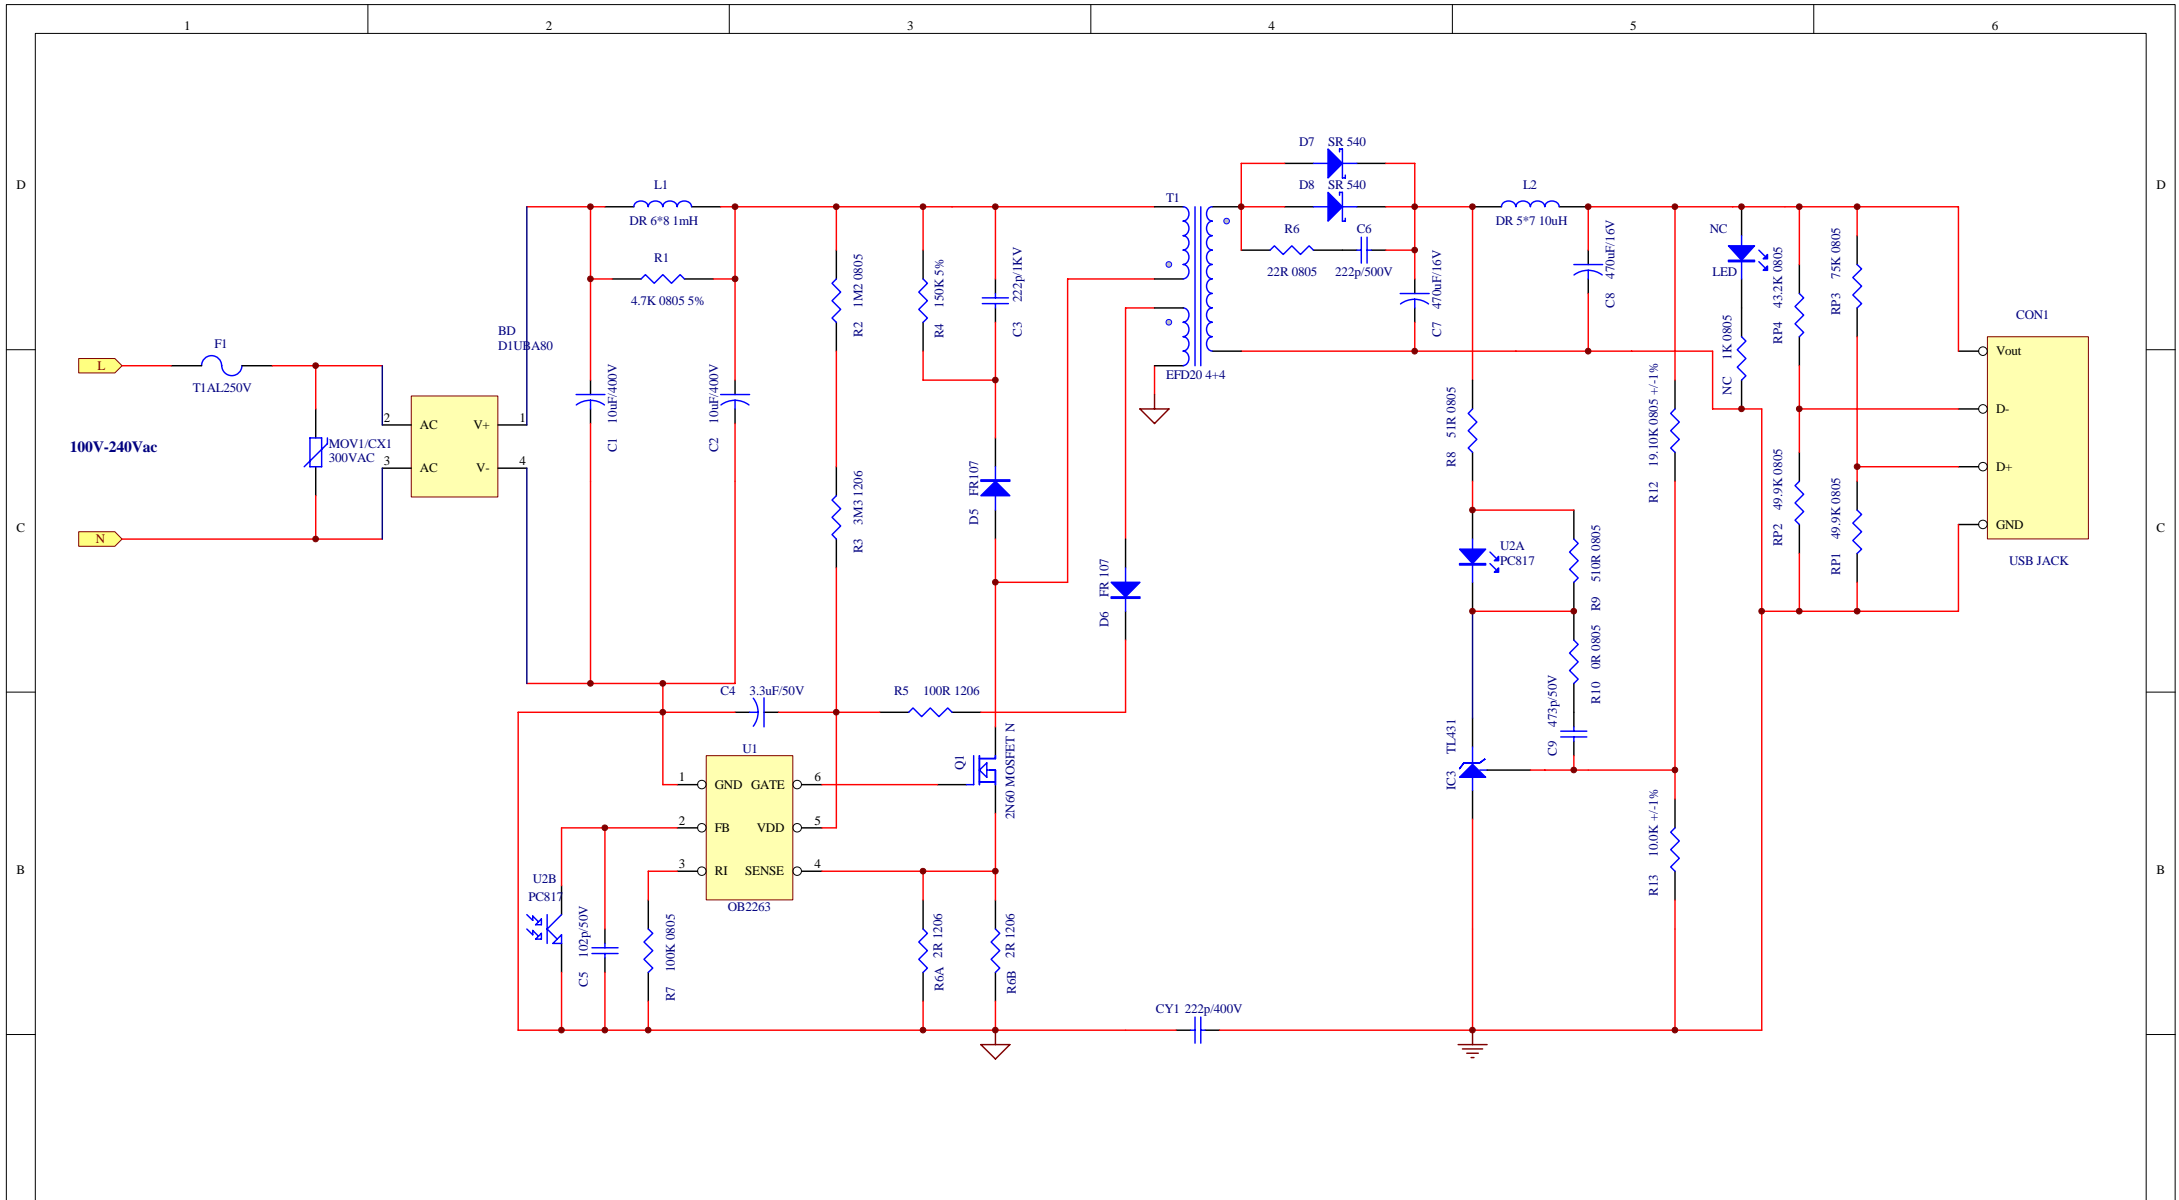 1
2
3
4
5
6
D
D
C
C
B
B
L
N
100V-240Vac
F1
T1AL250V
MOV1/CX1
300VAC
BD
D1UBA80
2
AC
V+
1
3
AC
V-
4
L1
DR 6*8 1mH
R1
4.7K 0805 5%
C1 10uF/400V
C2 10uF/400V
R2 1M2 0805
R3 3M3 1206
R4 150K 5%
C3 222p/1KV
D5 FR107
D6 FR 107
T1
EFD20 4+4
D7 SR 540
D8 SR 540
R6
22R 0805
C6
222p/500V
C7 470uF/16V
L2
DR 5*7 10uH
C8 470uF/16V
NC
LED
NC 1K 0805
RP4 43.2K 0805
RP3 75K 0805
RP2 49.9K 0805
RP1 49.9K 0805
CON1
Vout
D-
D+
GND
USB JACK
R8 51R 0805
R12 19.10K 0805 +/-1%
U2A
PC817
R9 510R 0805
R10 0R 0805
C9 473p/50V
IC3 TL431
R13 10.0K +/-1%
C4 3.3uF/50V
R5 100R 1206
U1
1
GND
GATE
6
2
FB
VDD
5
3
RI
SENSE
4
OB2263
Q1
2N60 MOSFET N
U2B
PC817
C5 102p/50V
R7 100K 0805
R6A 2R 1206
R6B 2R 1206
CY1 222p/400V